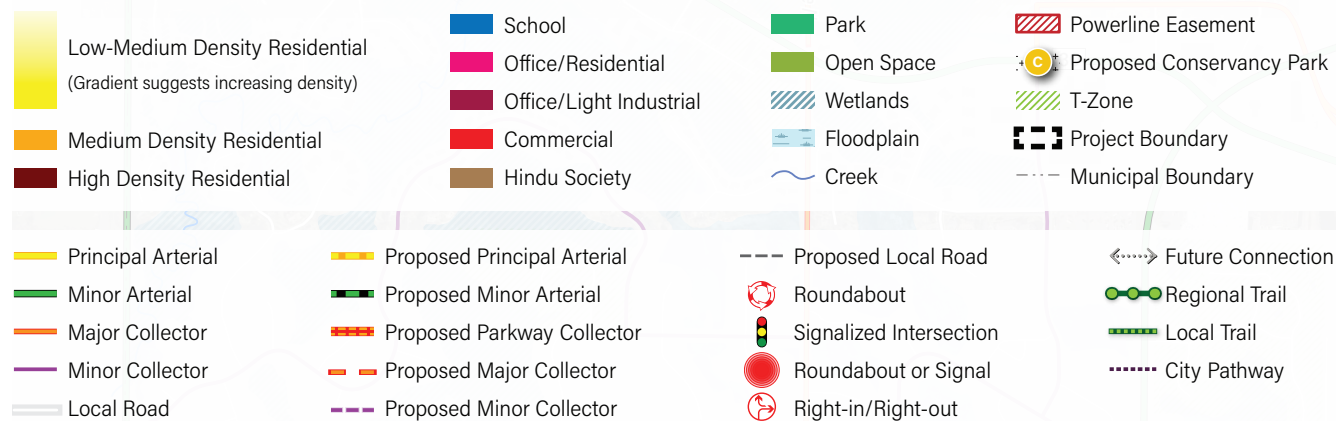 Low-Medium Density Residential
(Gradient suggests increasing density)
Medium Density Residential
High Density Residential
School
Office/Residential
Office/Light Industrial
Commercial
Hindu Society
Park
Open Space
Wetlands
Floodplain
Creek
Powerline Easement
C
Proposed Conservancy Park
T-Zone
Project Boundary
Municipal Boundary
Principal Arterial
Minor Arterial
Major Collector
Minor Collector
Local Road
Proposed Principal Arterial
Proposed Minor Arterial
Proposed Parkway Collector
Proposed Major Collector
Proposed Minor Collector
Proposed Local Road
Roundabout
Signalized Intersection
Roundabout or Signal
Right-in/Right-out
Future Connection
Regional Trail
Local Trail
City Pathway